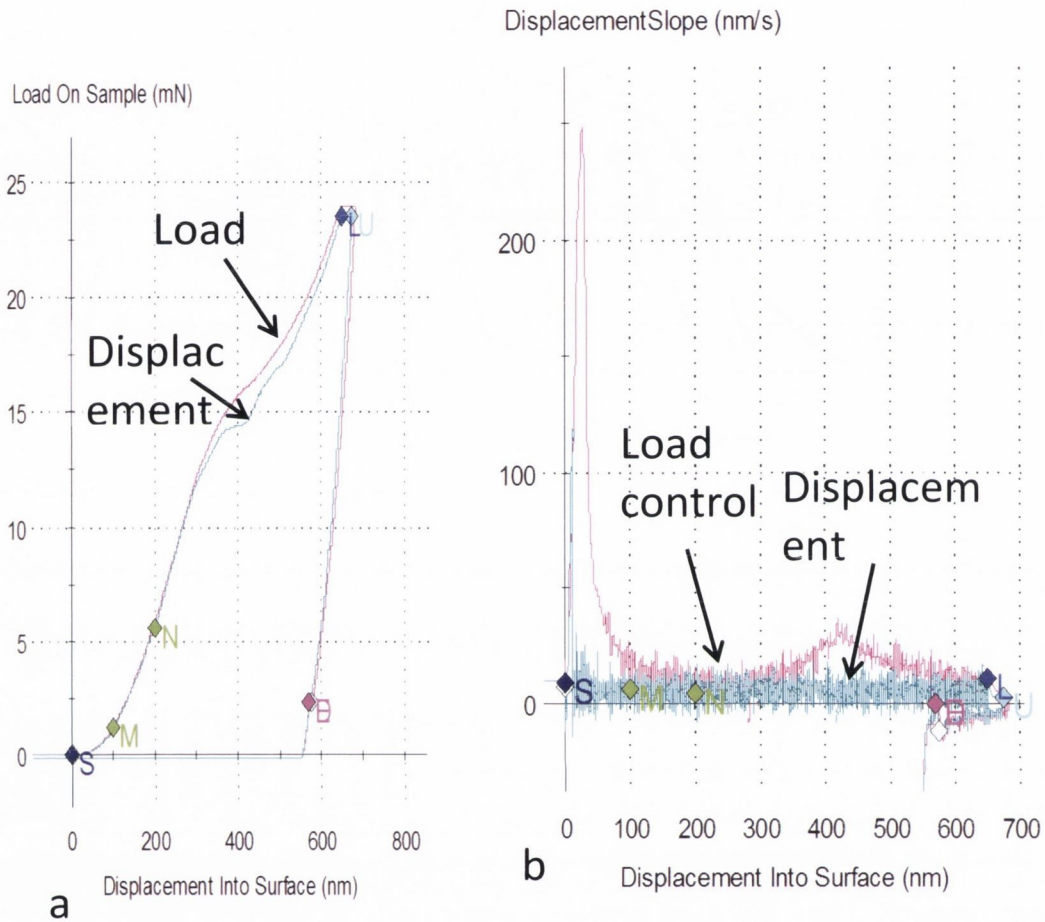 DisplacementSlope (nm/s)
Load On Sample (mN)
25
20
15
10
5
0
Load
Displac
ement
L
U
N
M
S
E
0 200 400 600 800
Displacement Into Surface (nm)
a
200
100
0
Load
control
Displacem
ent
S
M
N
L
U
0 100 200 300 400 500 600 700
Displacement Into Surface (nm)
b